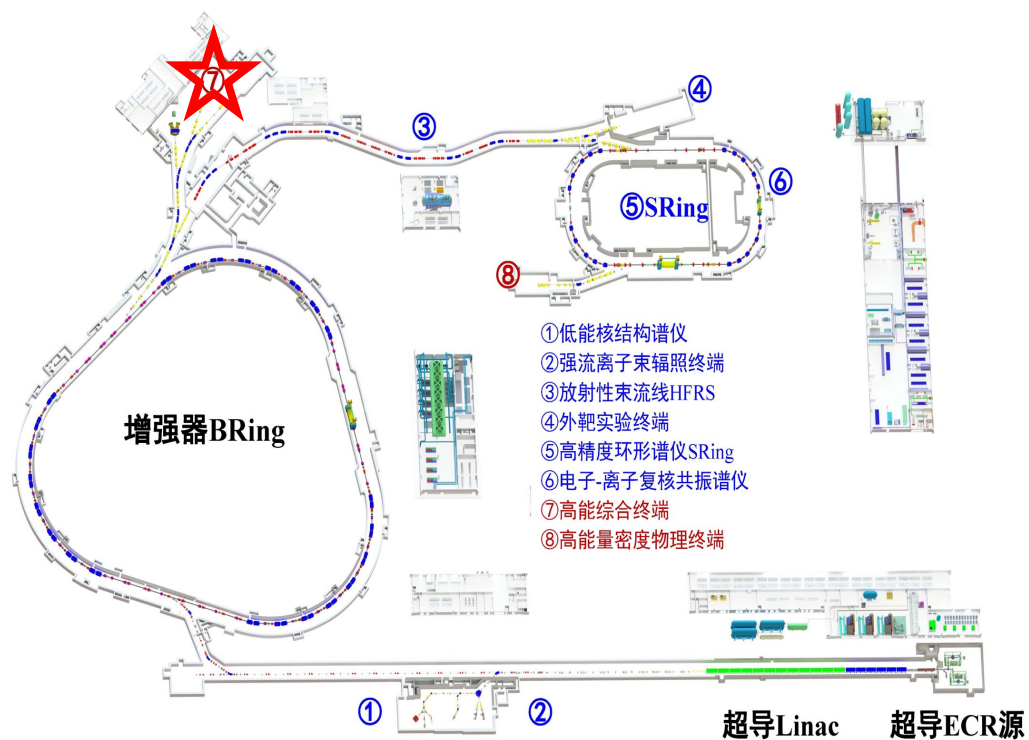 ⑦
④
③
⑥
⑤SRing
⑧
①低能核结构谱仪
②强流离子束辐照终端
③放射性束流线HFRS
④外靶实验终端
⑤高精度环形谱仪SRing
⑥电子-离子复核共振谱仪
⑦高能综合终端
⑧高能量密度物理终端
增强器BRing
①
②
超导Linac
超导ECR源